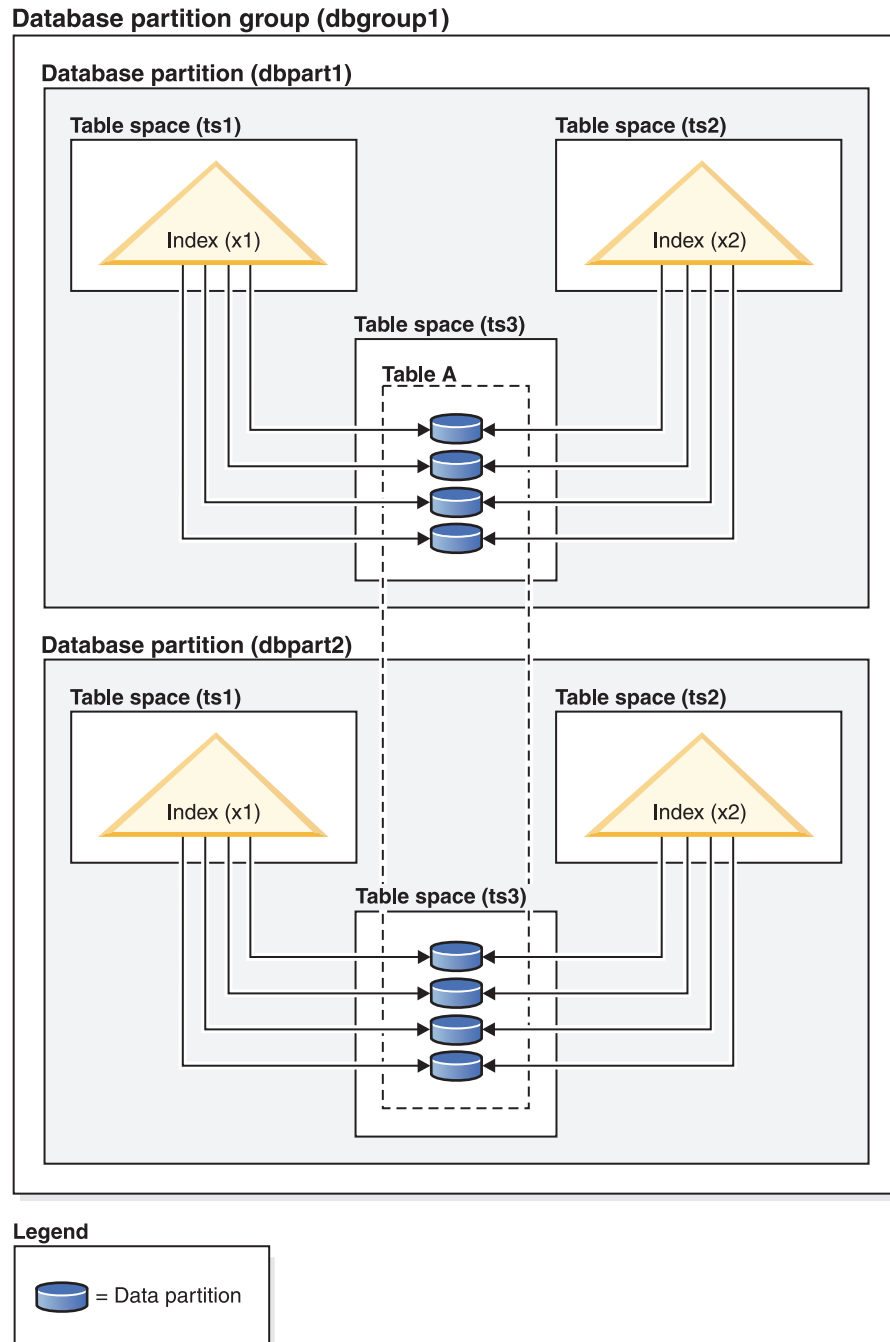 Database partition group (dbgroup1)
Database partition (dbpart1)
Table space (ts1)
Table space (ts2)
Index (x1)
Index (x2)
Table space (ts3)
Table A
Database partition (dbpart2)
Table space (ts1)
Table space (ts2)
Index (x1)
Index (x2)
Table space (ts3)
Legend
= Data partition